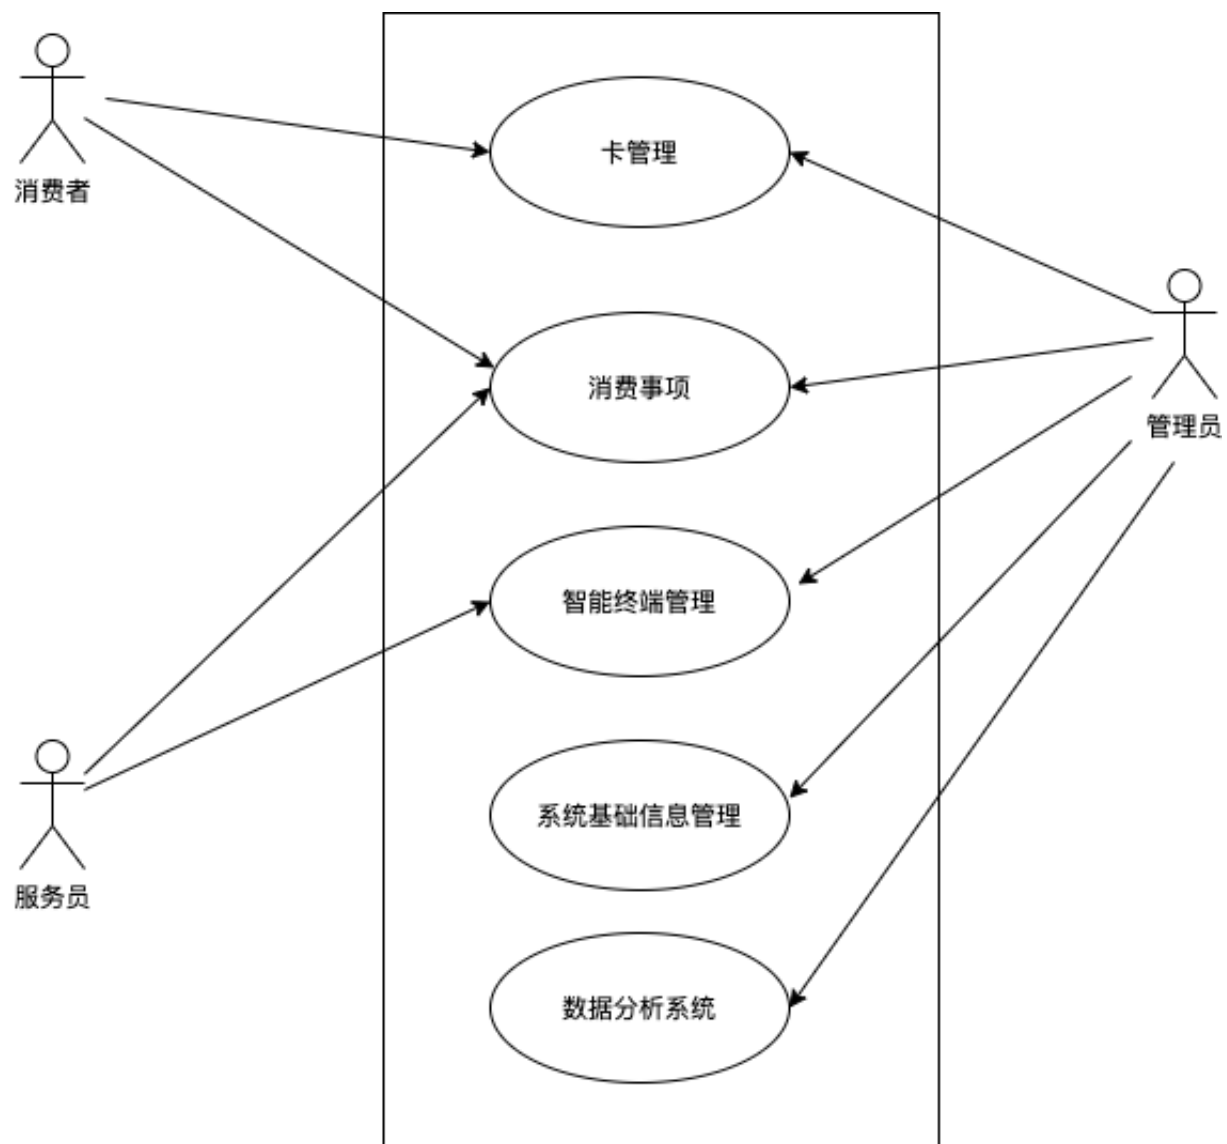 消费者
卡管理
消费事项
管理员
智能终端管理
系统基础信息管理
服务员
数据分析系统